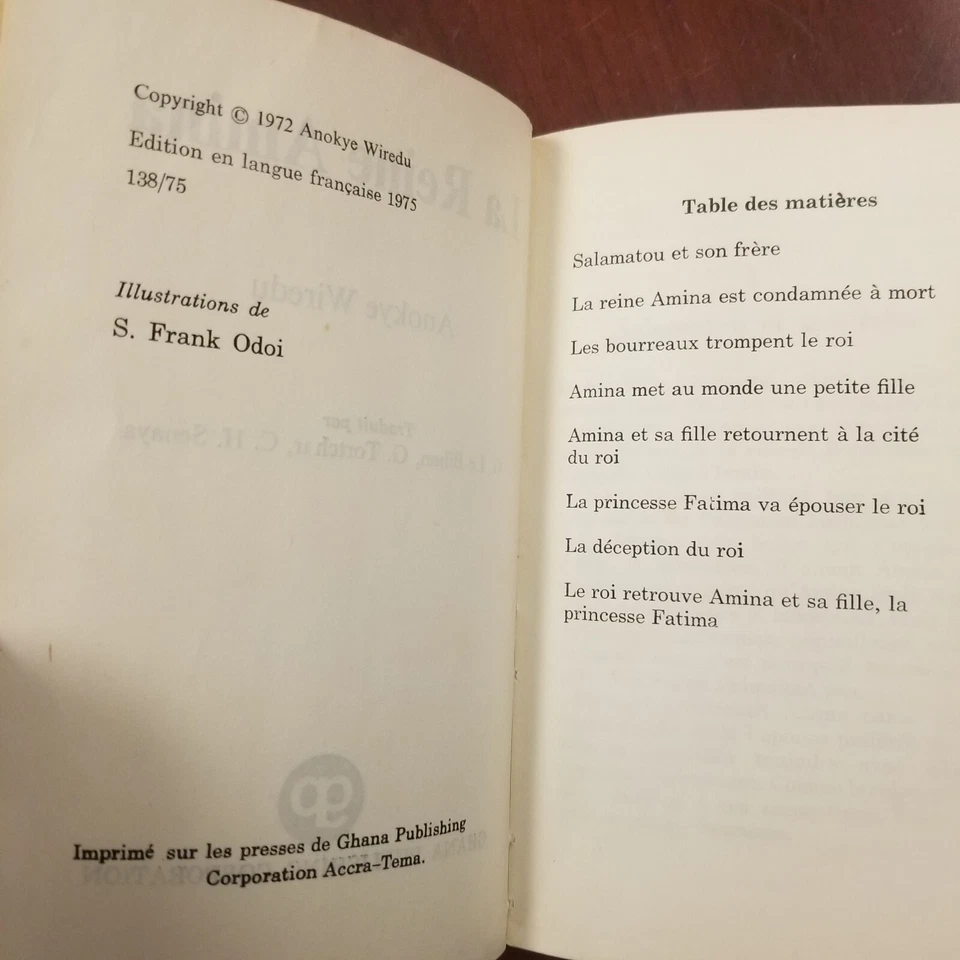 Copyright © 1972 Anokye Wiredu
Edition en langue française 1975
138/75
Illustrations de
S. Frank Odoi
Imprimé sur les presses de Ghana Publishing
Corporation Accra-Tema.
Table des matières
Salamatou et son frère
La reine Amina est condamnée à mort
Les bourreaux trompent le roi
Amina met au monde une petite fille
Amina et sa fille retournent à la cité
du roi
La princesse Fatima va épouser le roi
La déception du roi
Le roi retrouve Amina et sa fille, la
princesse Fatima